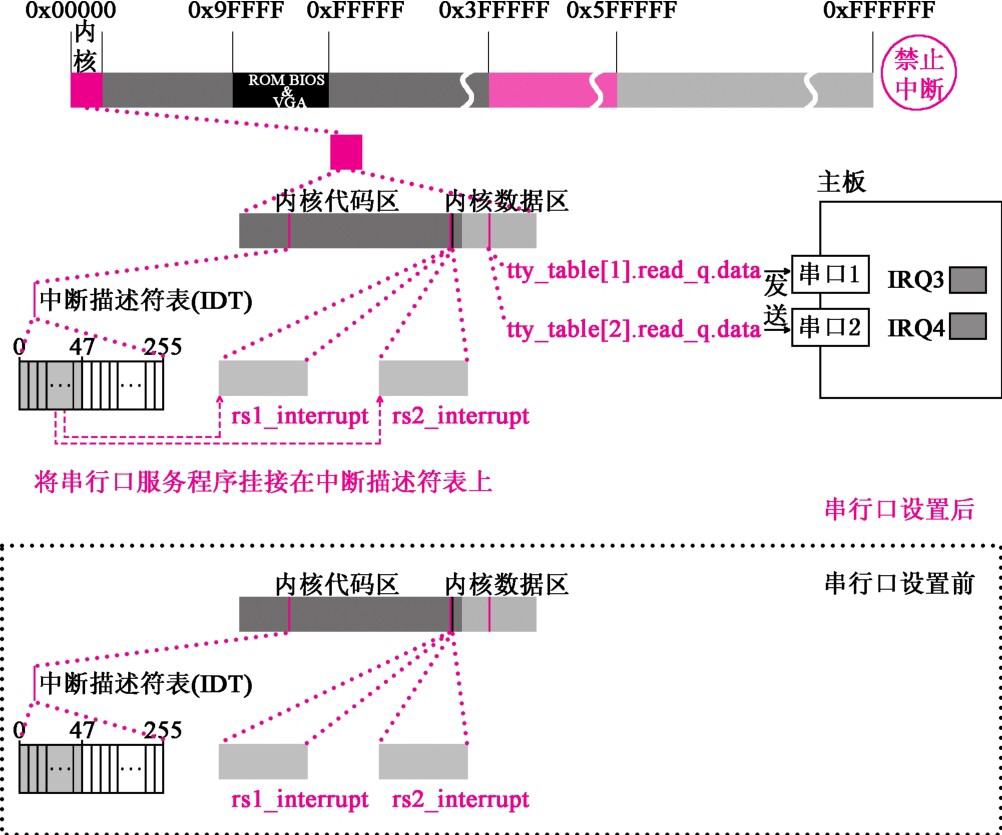 0x00000 0x9FFFF 0xFFFFF 0x3FFFFF 0x5FFFFF 0xFFFFFF
内核
ROM BIOS
&
VGA
禁止
中断
内核代码区 内核数据区
主板
tty_table[1].read_q.data
发送
串口1
IRQ3
tty_table[2].read_q.data
串口2
IRQ4
中断描述符表(IDT)
0 47 255
... ...
rs1_interrupt rs2_interrupt
将串行口服务程序挂接在中断描述符表上
串行口设置后
串行口设置前
内核代码区 内核数据区
中断描述符表(IDT)
0 47 255
... ...
rs1_interrupt rs2_interrupt